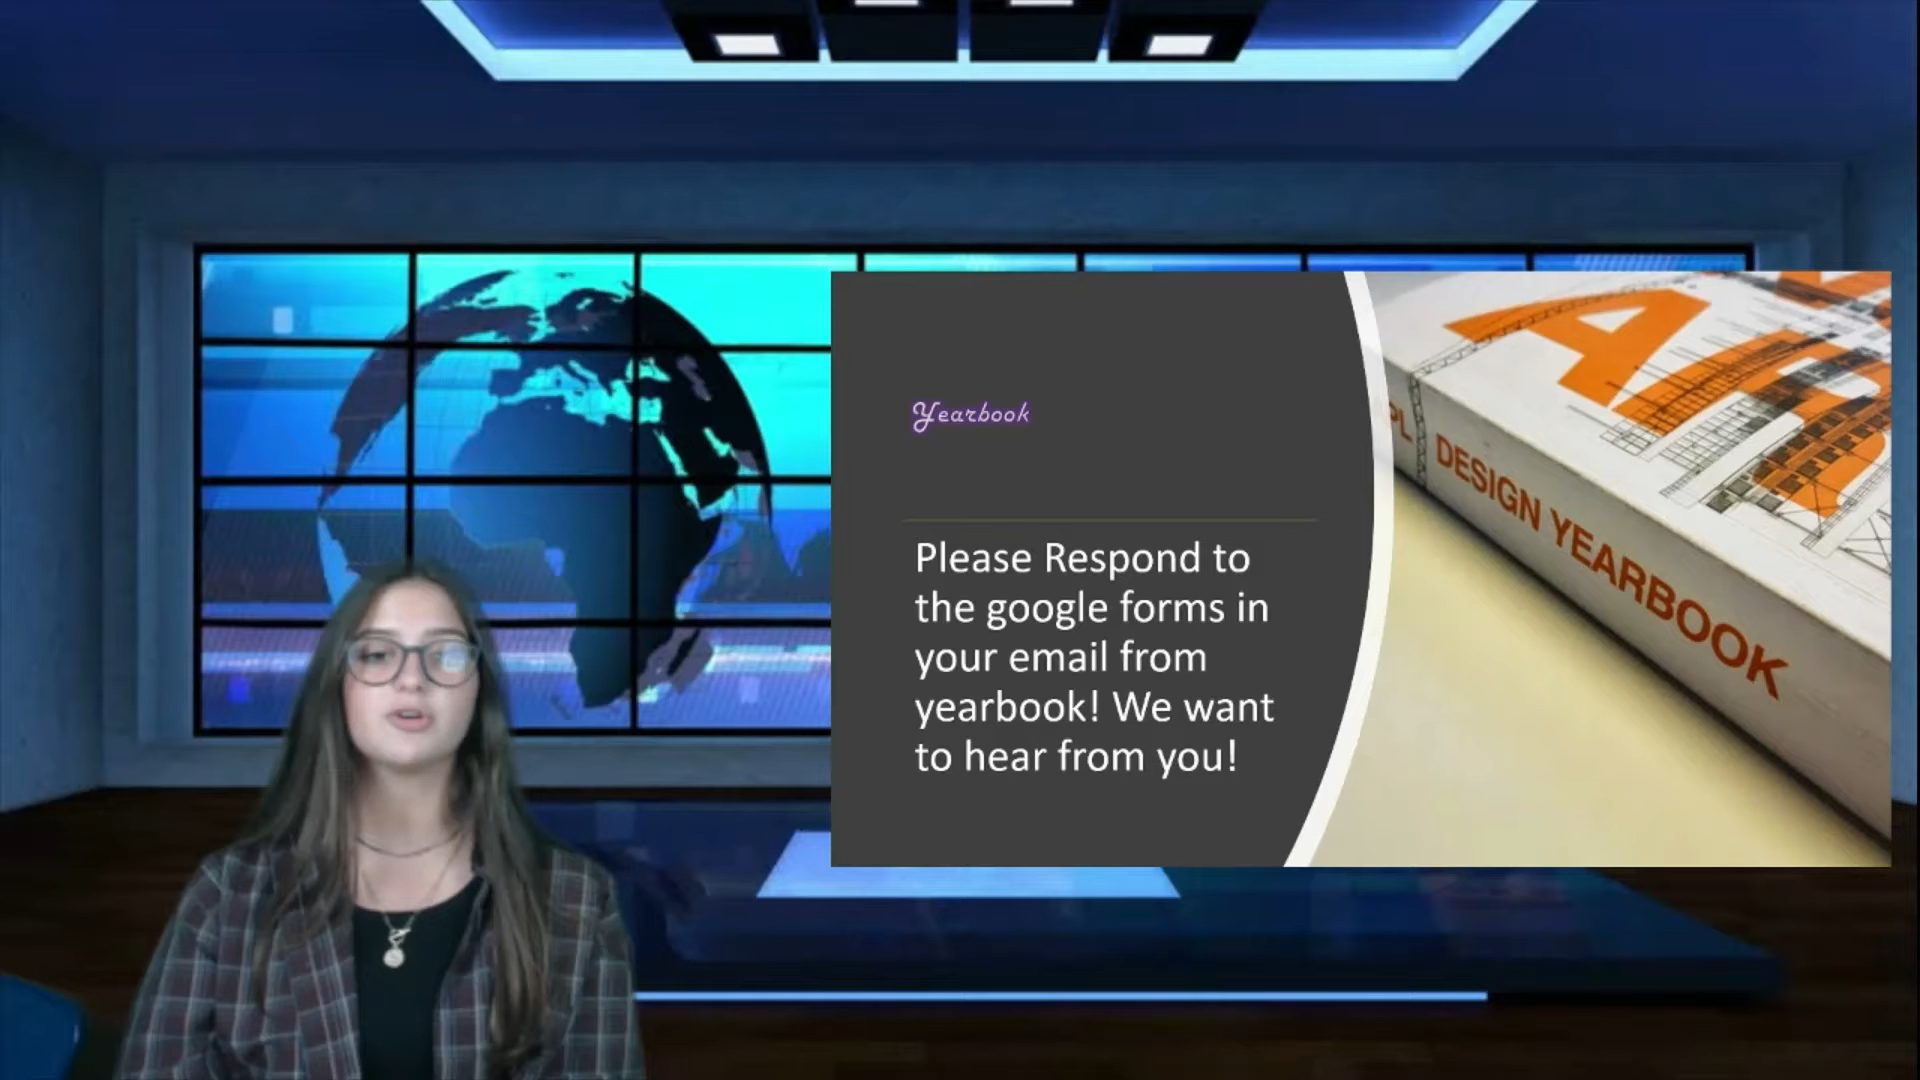 Yearbook
Please Respond to
the google forms in
your email from
yearbook! We want
to hear from you!
DESIGN YEARBOOK